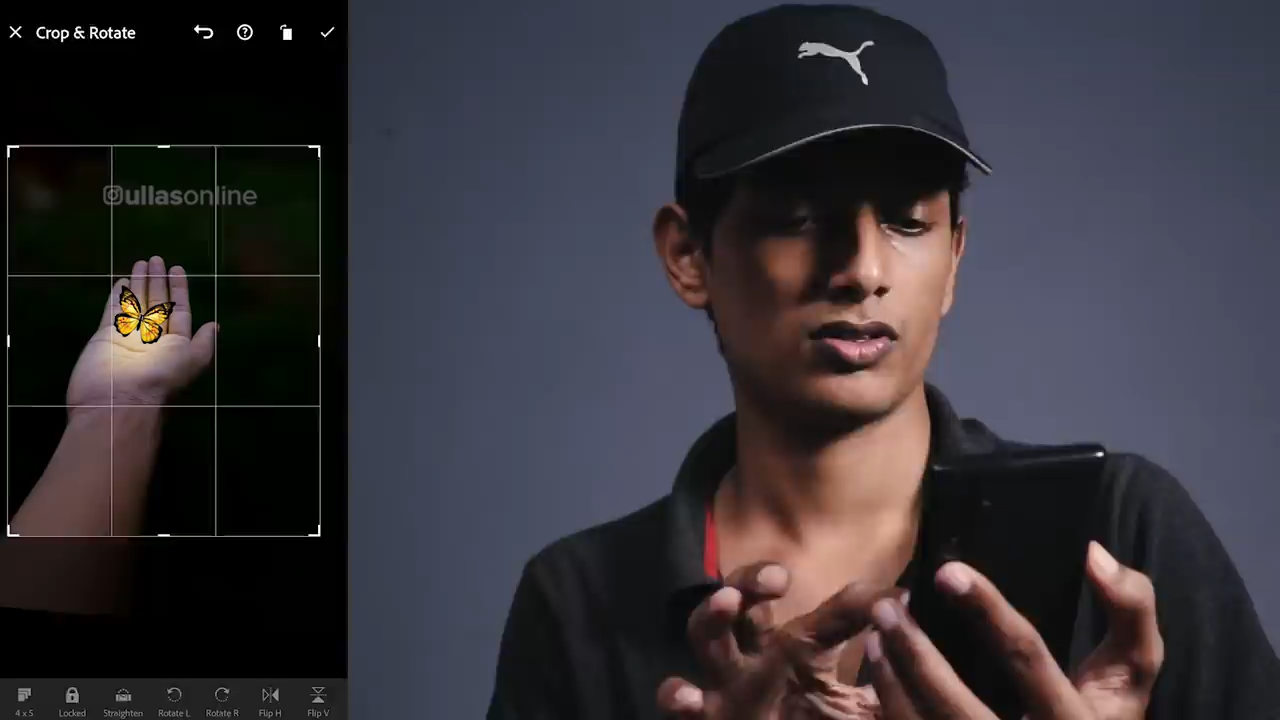 Crop & Rotate
ullasonline
4 x 5
Locked
Straighten
Rotate L
Rotate R
Flip H
Flip V